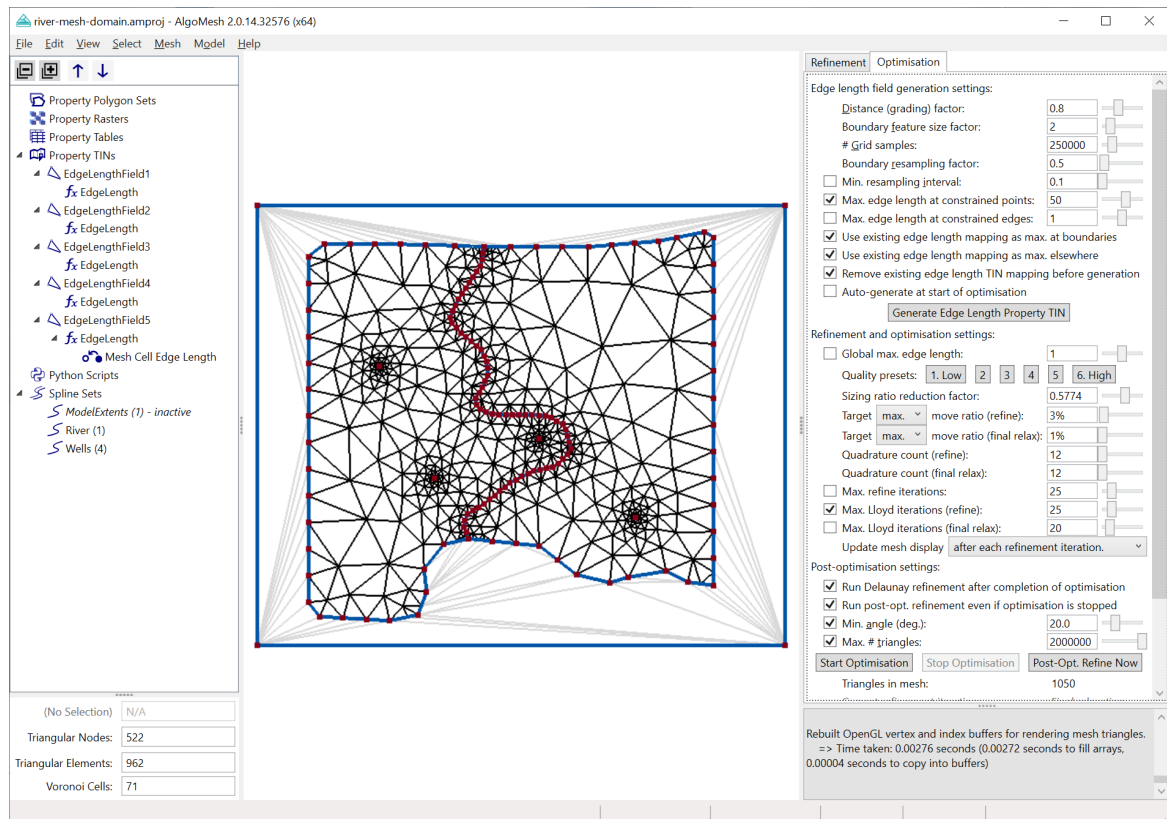 river-mesh-domain.amproj - AlgoMesh 2.0.14.32576 (x64)
File Edit View Select Mesh Model Help
Property Polygon Sets
Property Rasters
Property Tables
Property TINs
EdgeLengthField1
fx EdgeLength
EdgeLengthField2
fx EdgeLength
EdgeLengthField3
fx EdgeLength
EdgeLengthField4
fx EdgeLength
EdgeLengthField5
fx EdgeLength
Mesh Cell Edge Length
Python Scripts
Spline Sets
ModelExtents (1) - inactive
River (1)
Wells (4)
(No Selection) N/A
Triangular Nodes: 522
Triangular Elements: 962
Voronoi Cells: 71
Refinement Optimisation
Edge length field generation settings:
Distance (grading) factor: 0.8
Boundary feature size factor: 2
# Grid samples: 250000
Boundary resampling factor: 0.5
Min. resampling interval: 0.1
Max. edge length at constrained points: 50
Max. edge length at constrained edges: 1
Use existing edge length mapping as max. at boundaries
Use existing edge length mapping as max. elsewhere
Remove existing edge length TIN mapping before generation
Auto-generate at start of optimisation
Generate Edge Length Property TIN
Refinement and optimisation settings:
Global max. edge length: 1
Quality presets: 1. Low 2 3 4 5 6. High
Sizing ratio reduction factor: 0.5774
Target max. move ratio (refine): 3%
Target max. move ratio (final relax): 1%
Quadrature count (refine): 12
Quadrature count (final relax): 12
Max. refine iterations: 25
Max. Lloyd iterations (refine): 25
Max. Lloyd iterations (final relax): 20
Update mesh display after each refinement iteration.
Post-optimisation settings:
Run Delaunay refinement after completion of optimisation
Run post-opt. refinement even if optimisation is stopped
Min. angle (deg.): 20.0
Max. # triangles: 2000000
Start Optimisation Stop Optimisation Post-Opt. Refine Now
Triangles in mesh: 1050
Rebuilt OpenGL vertex and index buffers for rendering mesh triangles.
=> Time taken: 0.00276 seconds (0.00272 seconds to fill arrays,
0.00004 seconds to copy into buffers)